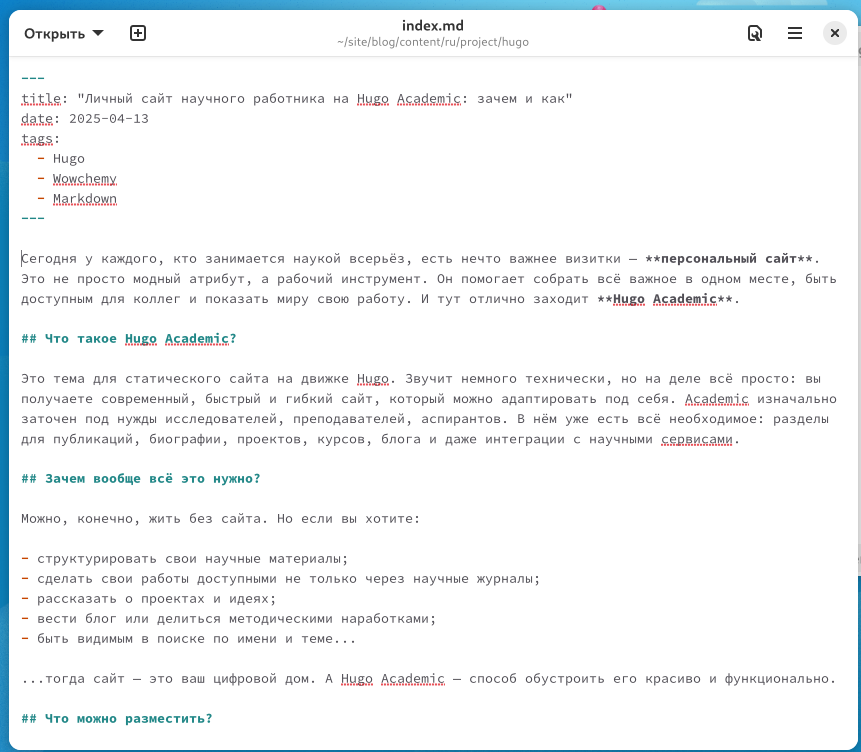 Открыть
index.md
~/site/blog/content/ru/project/hugo
---
title: "Личный сайт научного работника на Hugo Academic: зачем и как"
date: 2025-04-13
tags:
- Hugo
- Wowchemy
- Markdown
---
Сегодня у каждого, кто занимается наукой всерьёз, есть нечто важнее визитки — **персональный сайт**.
Это не просто модный атрибут, а рабочий инструмент. Он помогает собрать всё важное в одном месте, быть
доступным для коллег и показать миру свою работу. И тут отлично заходит **Hugo Academic**.
## Что такое Hugo Academic?
Это тема для статического сайта на движке Hugo. Звучит немного технически, но на деле всё просто: вы
получаете современный, быстрый и гибкий сайт, который можно адаптировать под себя. Academic изначально
заточен под нужды исследователей, преподавателей, аспирантов. В нём уже есть всё необходимое: разделы
для публикаций, биографии, проектов, курсов, блога и даже интеграции с научными сервисами.
## Зачем вообще всё это нужно?
Можно, конечно, жить без сайта. Но если вы хотите:
- структурировать свои научные материалы;
- сделать свои работы доступными не только через научные журналы;
- рассказать о проектах и идеях;
- вести блог или делиться методическими наработками;
- быть видимым в поиске по имени и теме...
...тогда сайт — это ваш цифровой дом. А Hugo Academic — способ обустроить его красиво и функционально.
## Что можно разместить?